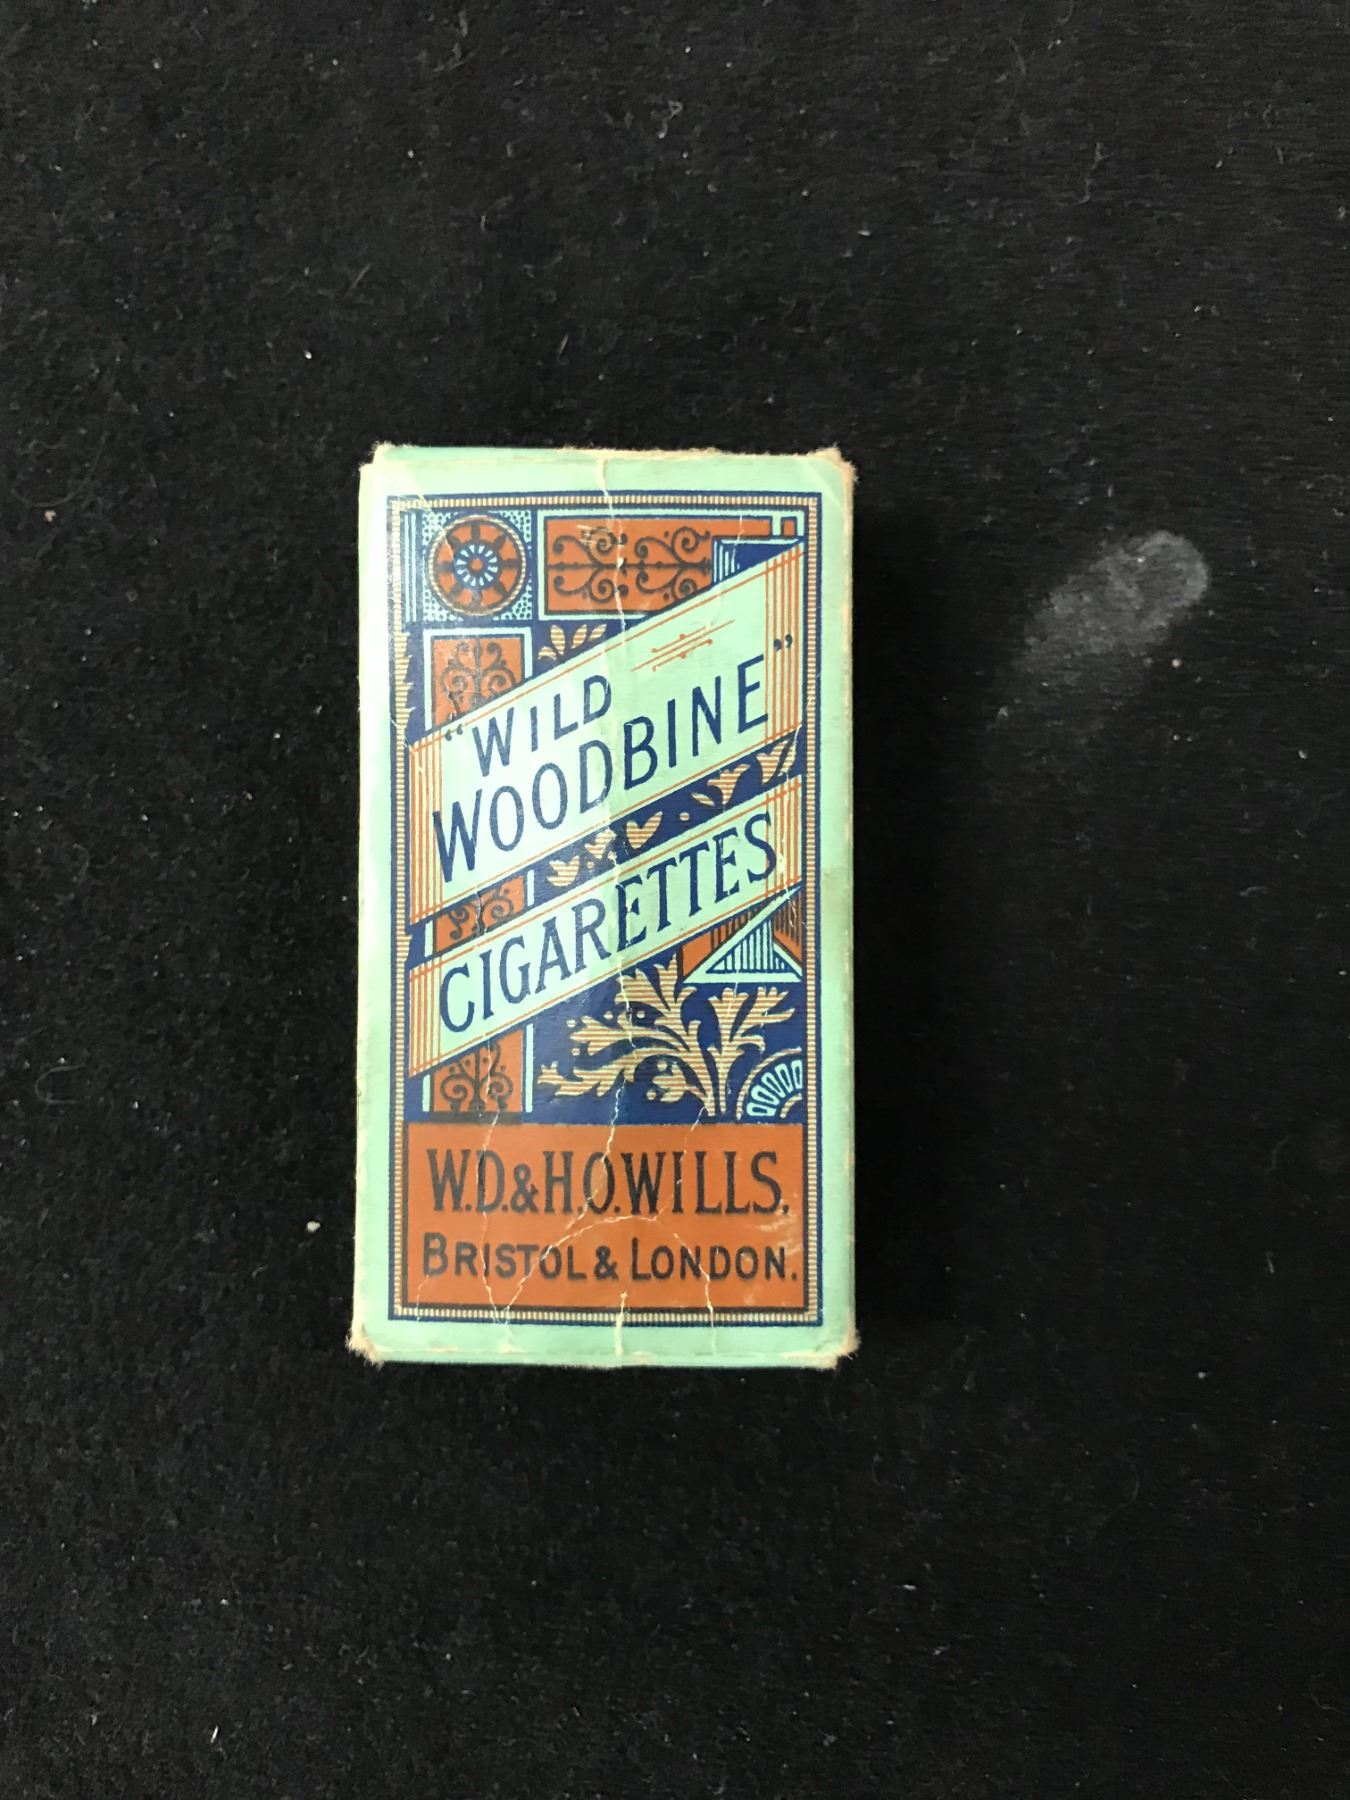 "WILD
WOODBINE"
CIGARETTES
W.D.& H.O.WILLS.
BRISTOL & LONDON.